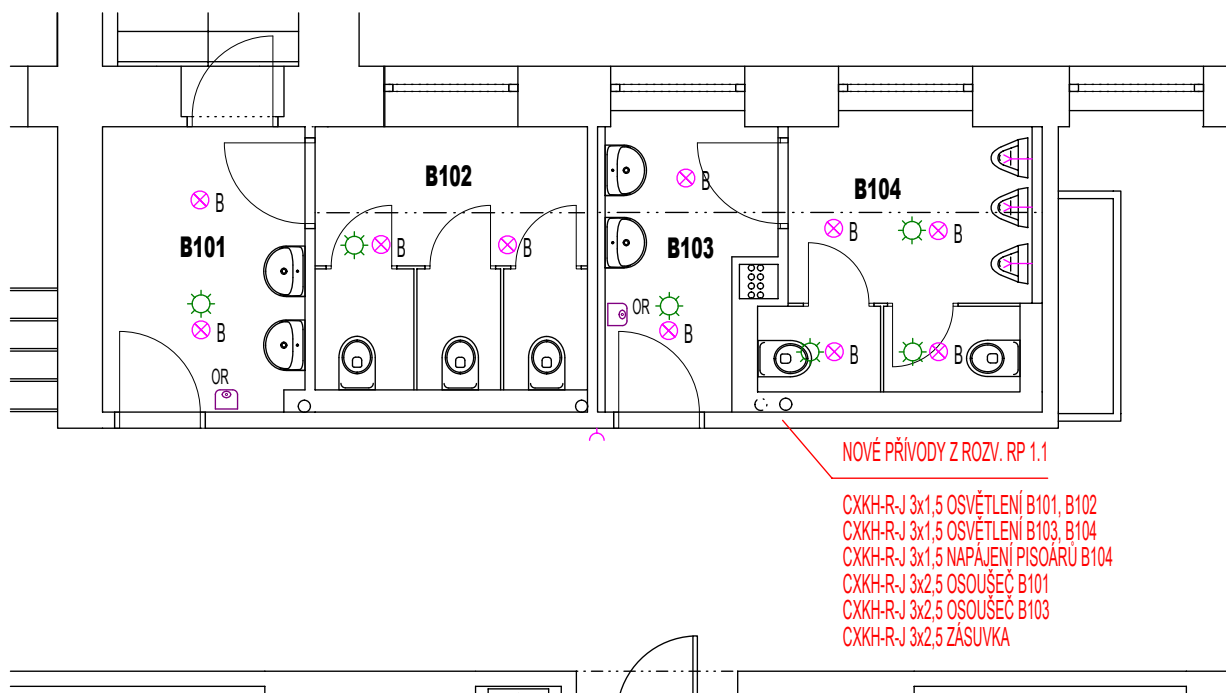 B102
B
B
B104
B
B101
B103
B
B
B
B
OR
B
B
B
B
OR
NOVÉ PŘÍVODY Z ROZV. RP 1.1
CXKH-R-J 3x1,5 OSVĚTLENÍ B101, B102
CXKH-R-J 3x1,5 OSVĚTLENÍ B103, B104
CXKH-R-J 3x1,5 NAPÁJENÍ PISOÁRŮ B104
CXKH-R-J 3x2,5 OSOUŠEČ B101
CXKH-R-J 3x2,5 OSOUŠEČ B103
CXKH-R-J 3x2,5 ZÁSUVKA